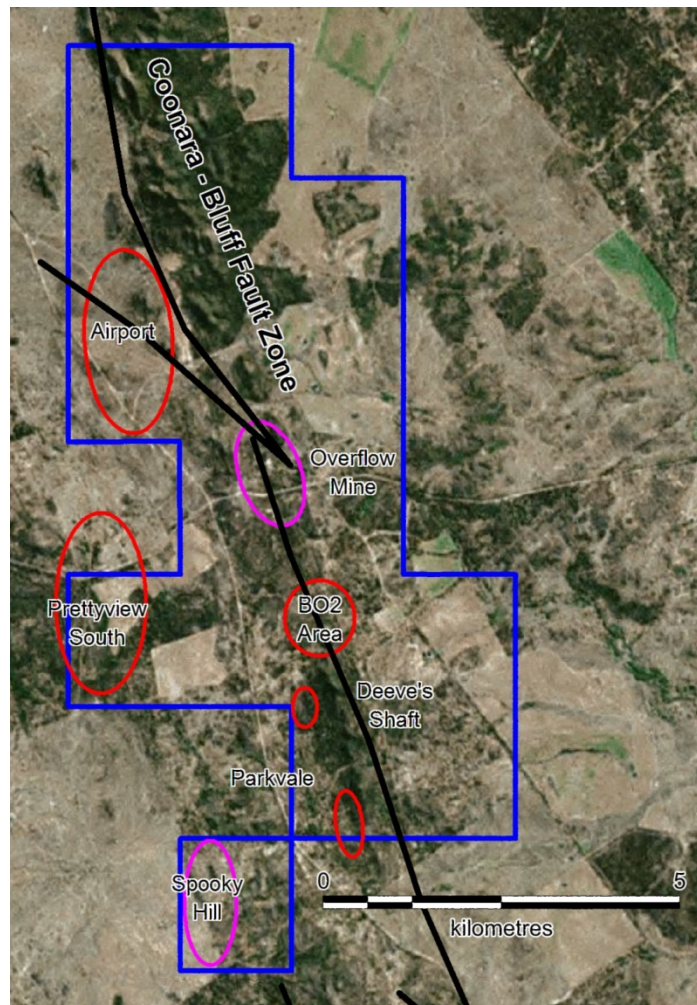 Coonara - Bluff Fault Zone
Airport
Overflow
Mine
Prettyview
South
BO2
Area
Deeve's
Shaft
Parkvale
Spooky
Hill
0
5
kilometres